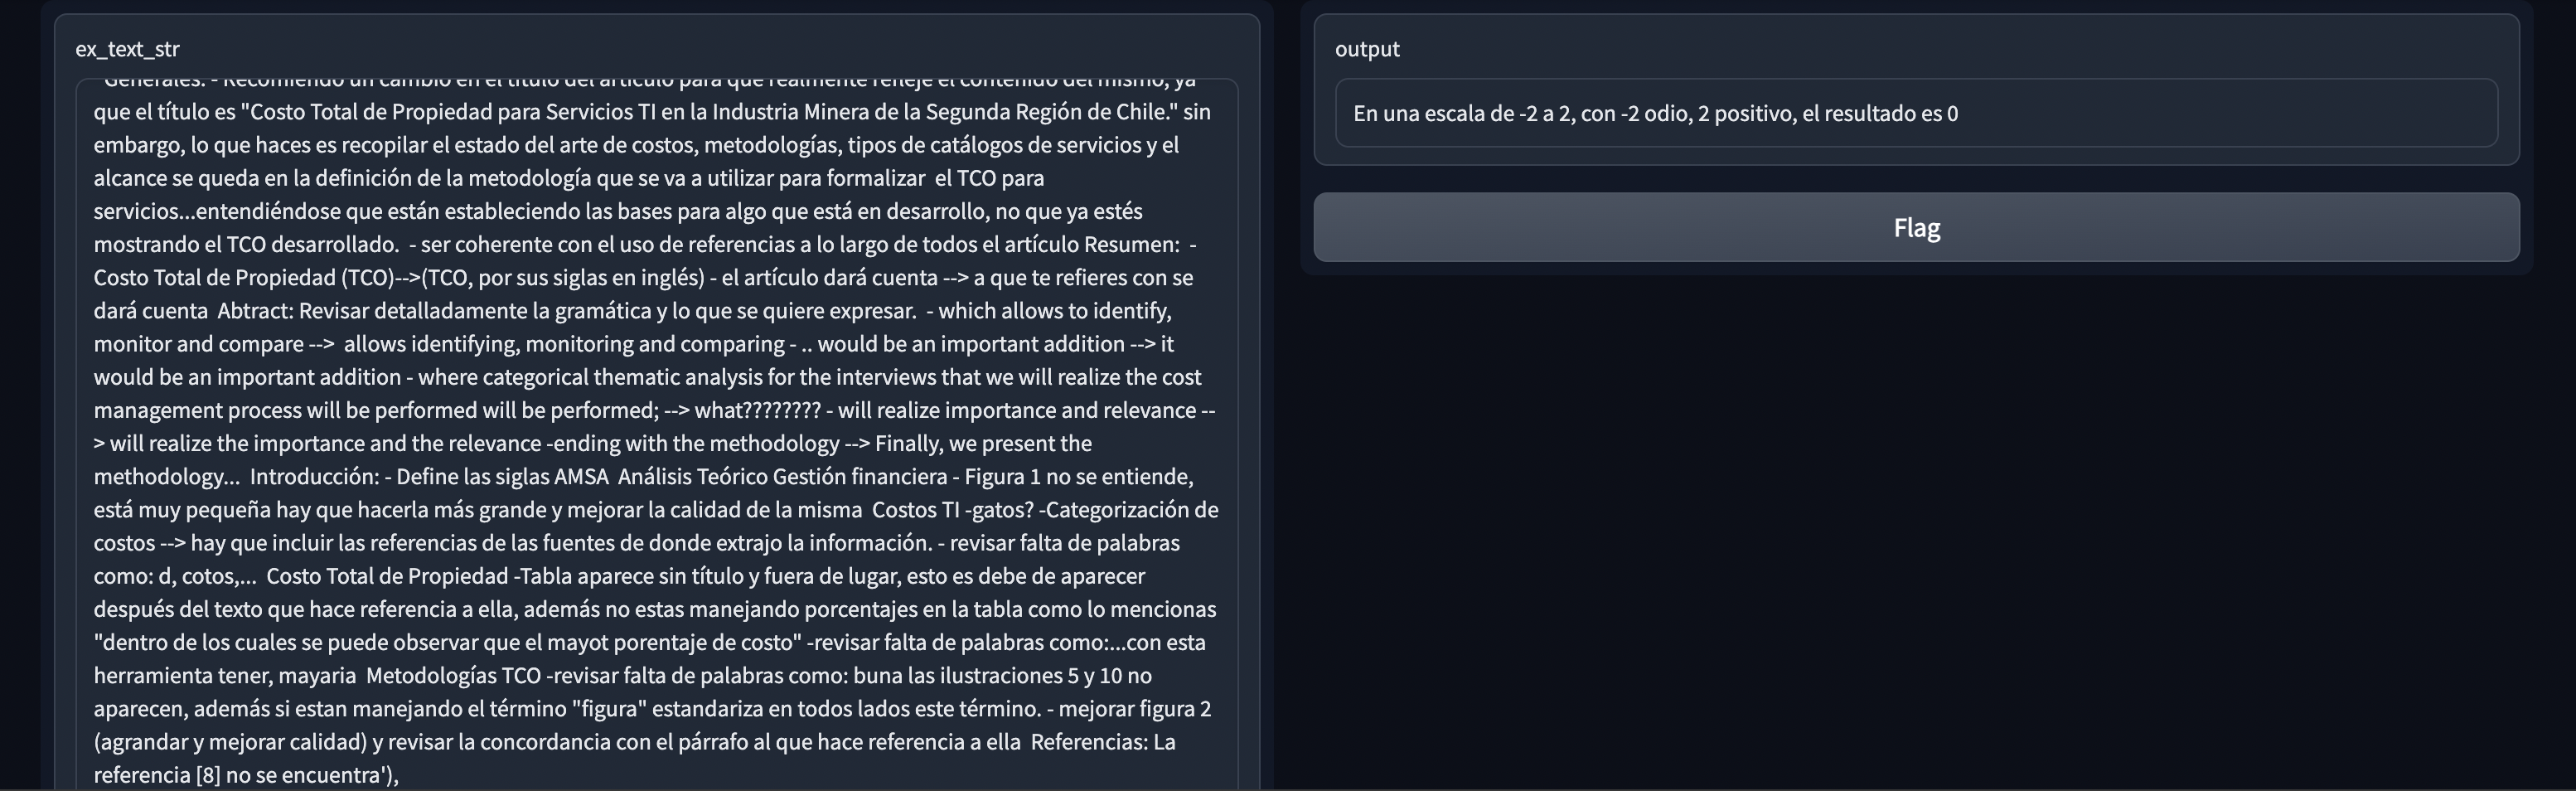 ex_text_str
Generales: - Recomiendo un cambio en el título del artículo para que realmente refleje el contenido del mismo, ya
que el título es "Costo Total de Propiedad para Servicios TI en la Industria Minera de la Segunda Región de Chile." sin
embargo, lo que haces es recopilar el estado del arte de costos, metodologías, tipos de catálogos de servicios y el
alcance se queda en la definición de la metodología que se va a utilizar para formalizar  el TCO para
servicios...entendiéndose que están estableciendo las bases para algo que está en desarrollo, no que ya estés
mostrando el TCO desarrollado.  - ser coherente con el uso de referencias a lo largo de todos el artículo Resumen:  -
Costo Total de Propiedad (TCO)-->(TCO, por sus siglas en inglés) - el artículo dará cuenta --> a que te refieres con se
dará cuenta  Abtract: Revisar detalladamente la gramática y lo que se quiere expresar.  - which allows to identify,
monitor and compare -->  allows identifying, monitoring and comparing - .. would be an important addition --> it
would be an important addition - where categorical thematic analysis for the interviews that we will realize the cost
management process will be performed will be performed; --> what???????? - will realize importance and relevance --
> will realize the importance and the relevance -ending with the methodology --> Finally, we present the
methodology...  Introducción: - Define las siglas AMSA  Análisis Teórico Gestión financiera - Figura 1 no se entiende,
está muy pequeña hay que hacerla más grande y mejorar la calidad de la misma  Costos TI -gatos? -Categorización de
costos --> hay que incluir las referencias de las fuentes de donde extrajo la información. - revisar falta de palabras
como: d, cotos,...  Costo Total de Propiedad -Tabla aparece sin título y fuera de lugar, esto es debe de aparecer
después del texto que hace referencia a ella, además no estas manejando porcentajes en la tabla como lo mencionas
"dentro de los cuales se puede observar que el mayot porentaje de costo" -revisar falta de palabras como:...con esta
herramienta tener, mayaria  Metodologías TCO -revisar falta de palabras como: buna las ilustraciones 5 y 10 no
aparecen, además si estan manejando el término "figura" estandariza en todos lados este término. - mejorar figura 2
(agrandar y mejorar calidad) y revisar la concordancia con el párrafo al que hace referencia a ella  Referencias: La
referencia [8] no se encuentra'),
output
En una escala de -2 a 2, con -2 odio, 2 positivo, el resultado es 0
Flag